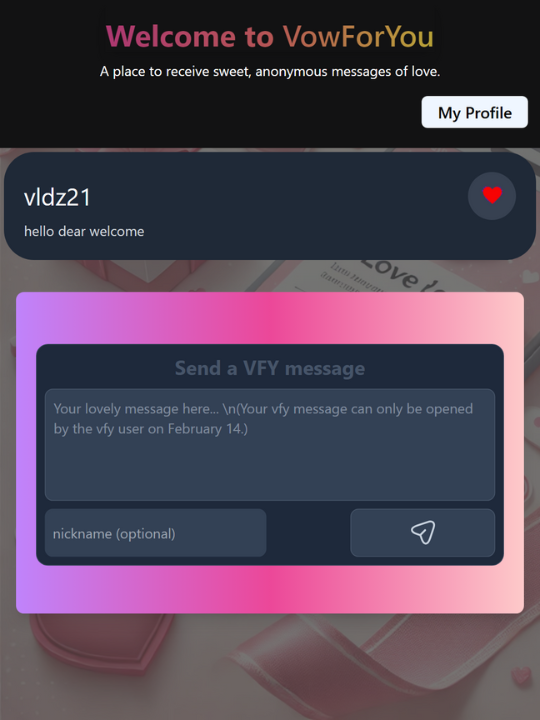 Welcome to VowForYou
A place to receive sweet, anonymous messages of love.
My Profile
vldz21
hello dear welcome
Send a VFY message
Your lovely message here... \n(Your vfy message can only be opened
by the vfy user on February 14.)
nickname (optional)